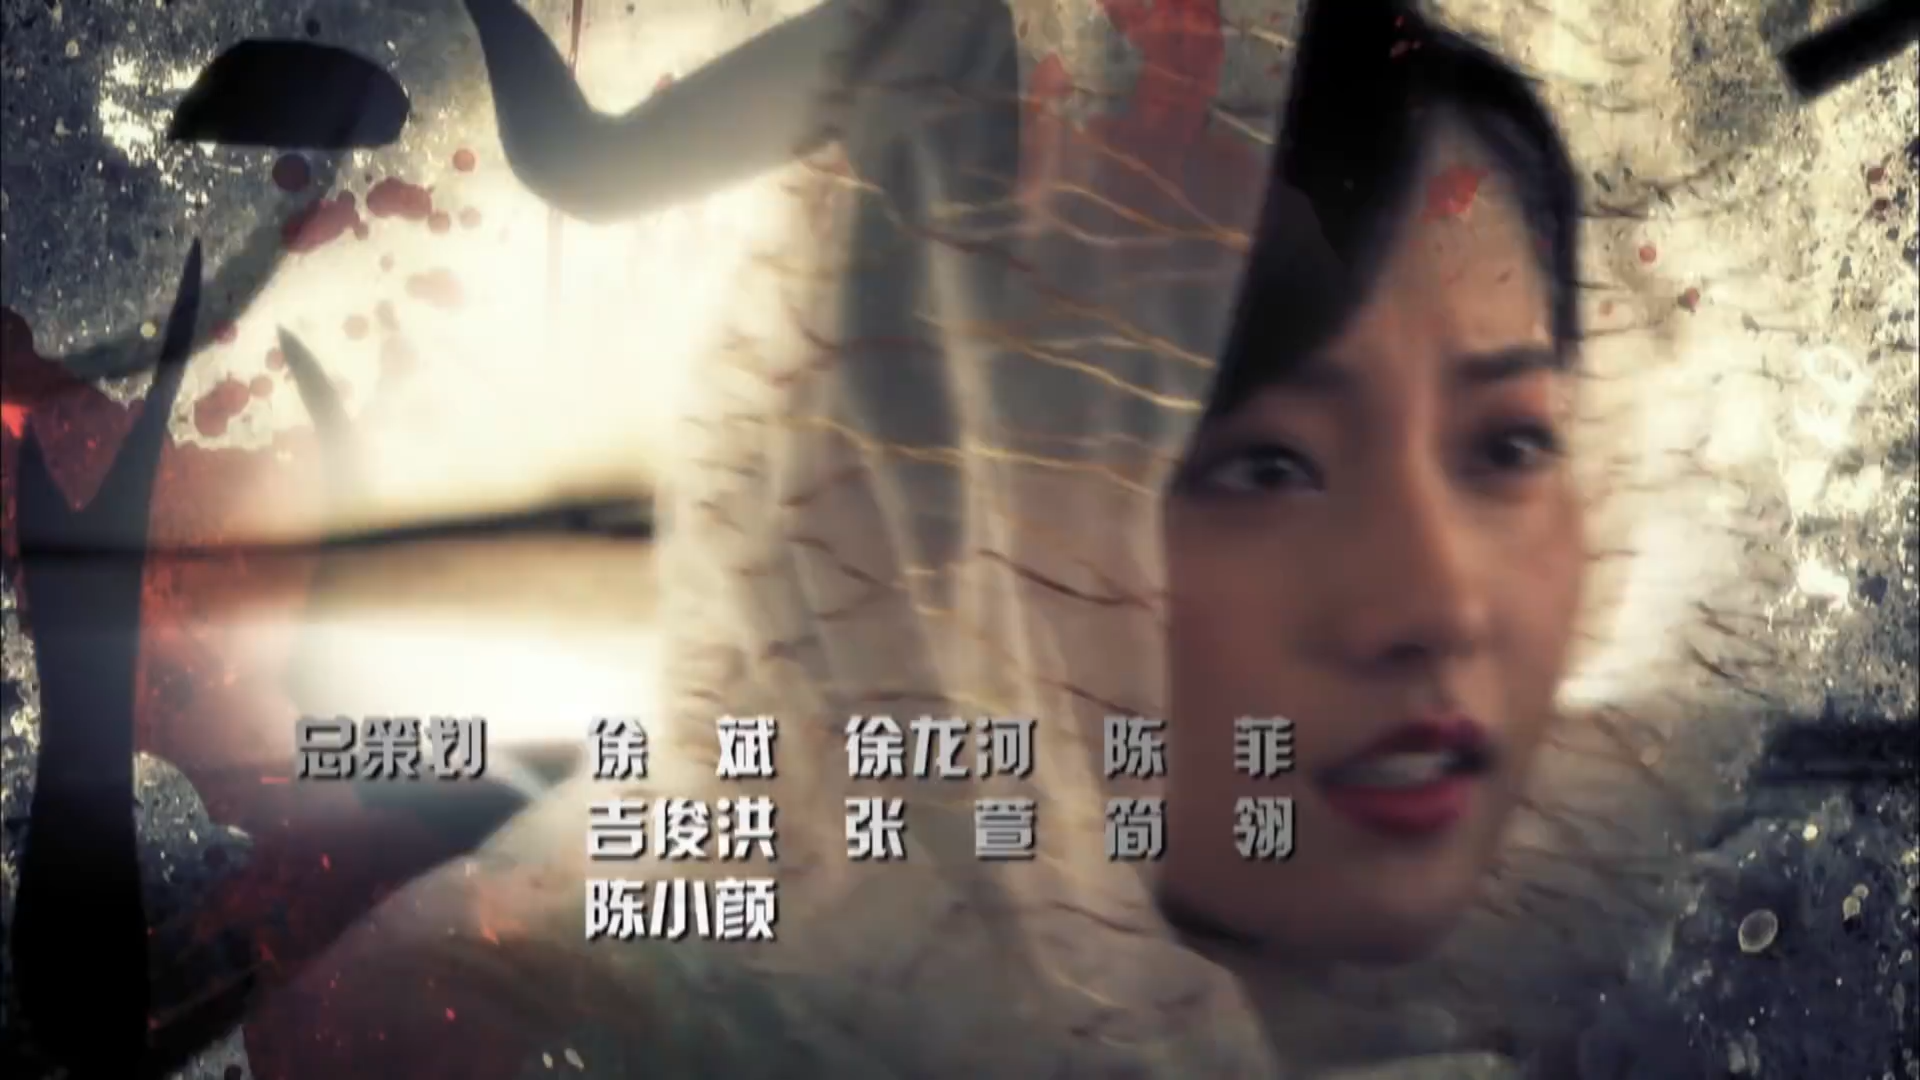 总策划 徐 斌 徐龙河 陈 菲
吉俊洪 张 萱 简 翎
陈小颜